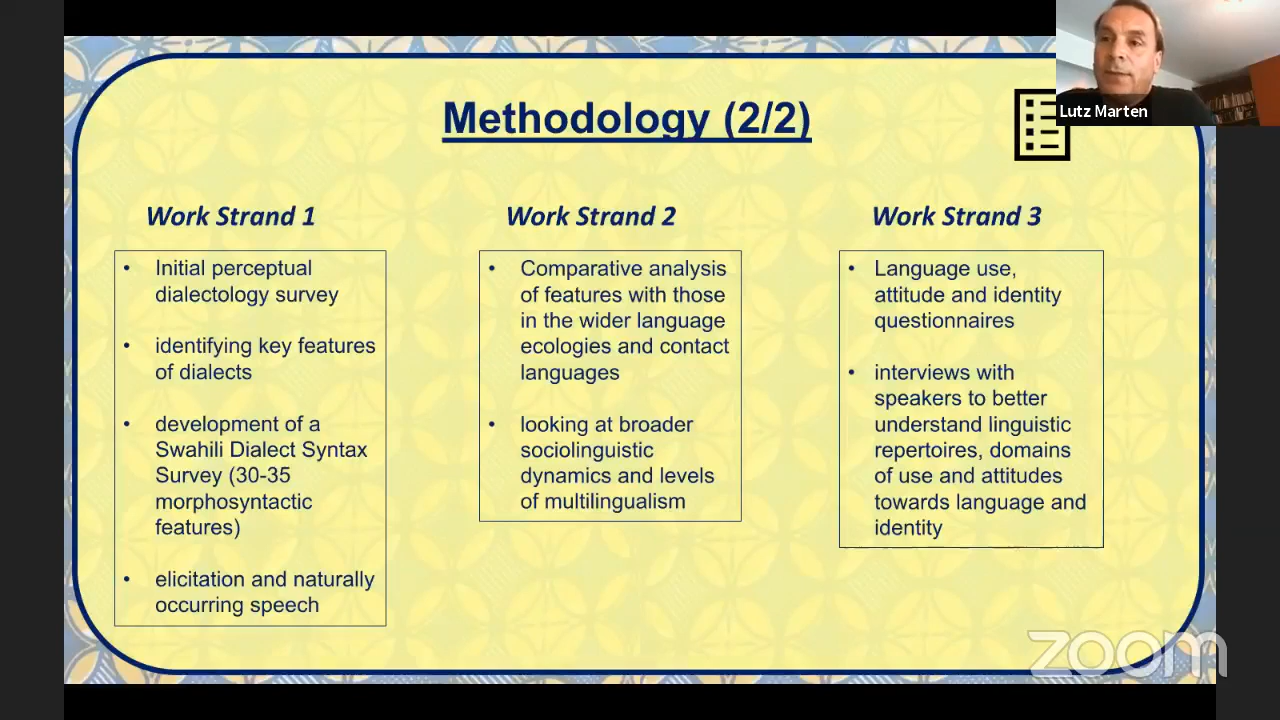 Methodology (2/2)
Lutz Marten
Work Strand 1
• Initial perceptual
dialectology survey
• identifying key features
of dialects
• development of a
Swahili Dialect Syntax
Survey (30-35
morphosyntactic
features)
• elicitation and naturally
occurring speech
Work Strand 2
• Comparative analysis
of features with those
in the wider language
ecologies and contact
languages
• looking at broader
sociolinguistic
dynamics and levels
of multilingualism
Work Strand 3
• Language use,
attitude and identity
questionnaires
• interviews with
speakers to better
understand linguistic
repertoires, domains
of use and attitudes
towards language and
identity
zoom